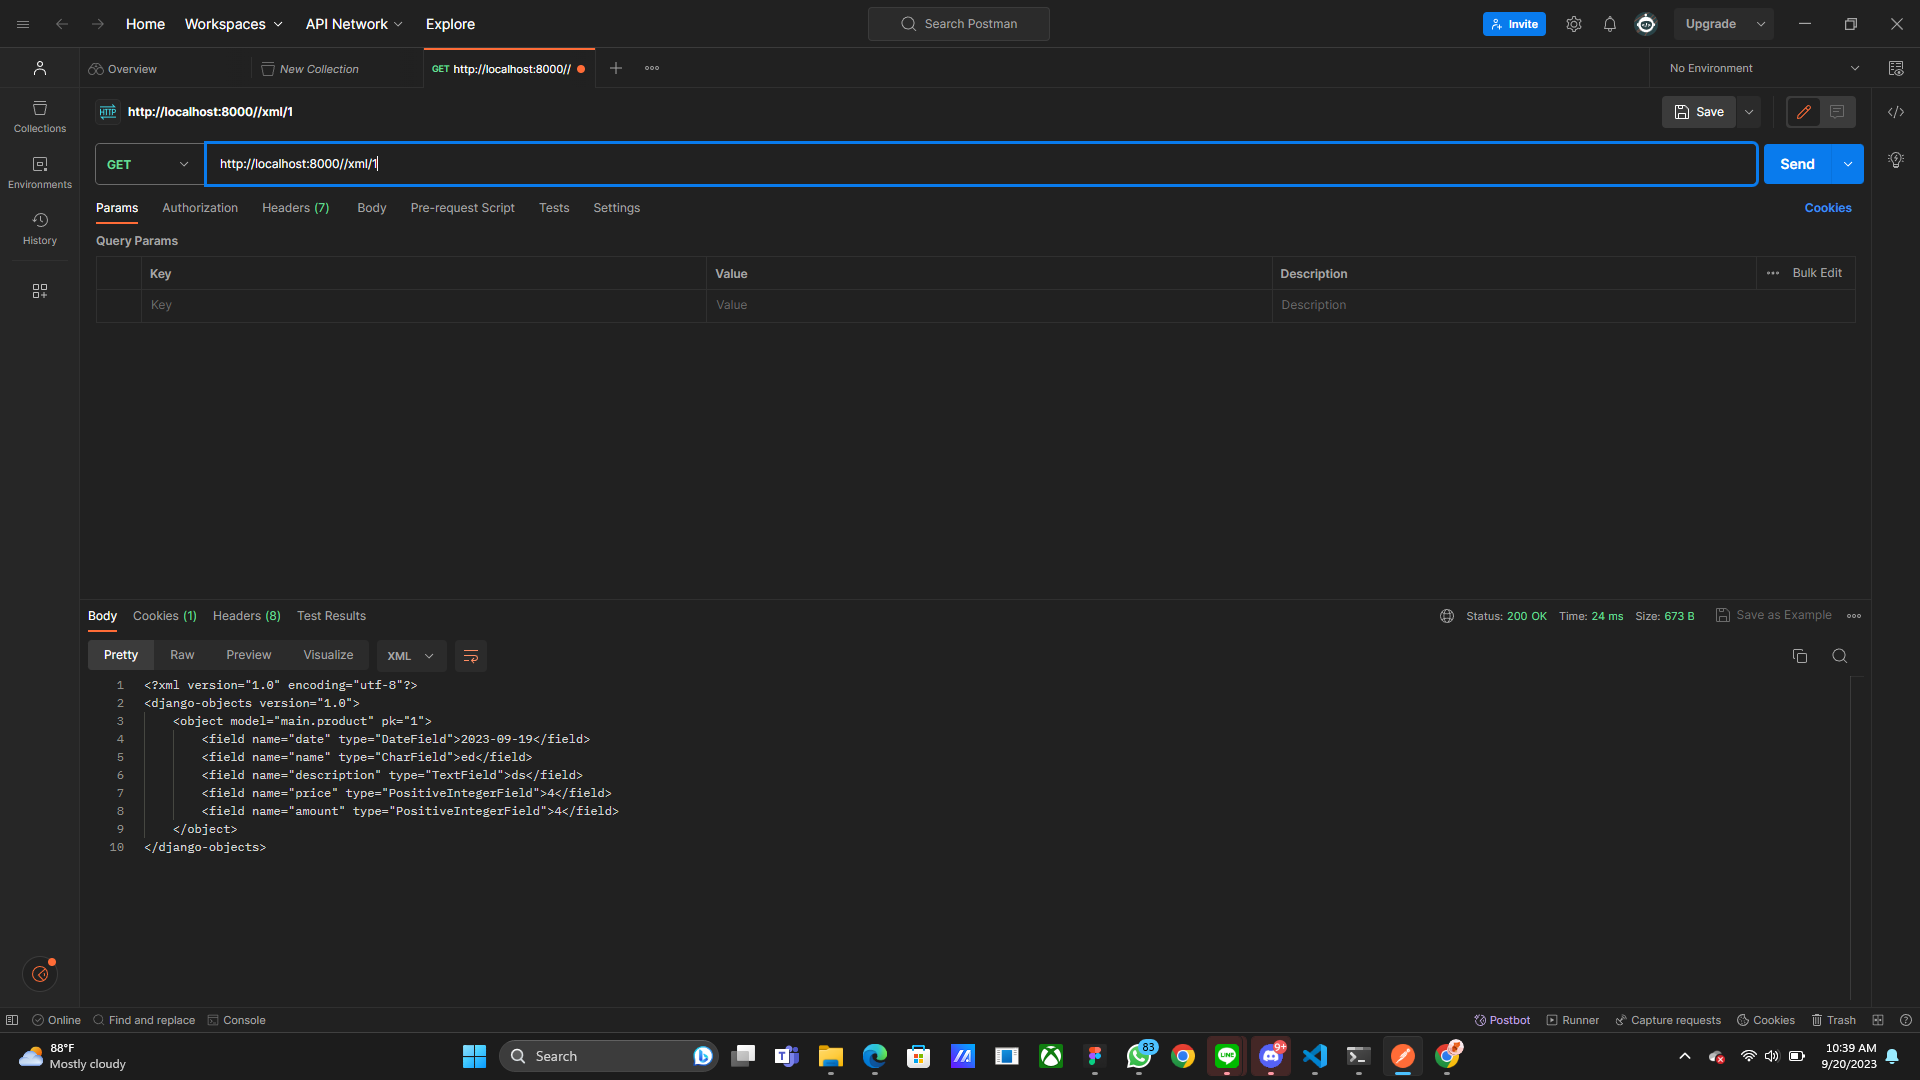 Home Workspaces API Network Explore Search Postman Invite Upgrade
Overview New Collection GET http://localhost:8000// No Environment
HTTP http://localhost:8000//xml/1 Save
GET http://localhost:8000//xml/1 Send
Collections
Environments
History
Params Authorization Headers (7) Body Pre-request Script Tests Settings Cookies
Query Params
Key Value Description Bulk Edit
Key Value Description
Body Cookies (1) Headers (8) Test Results Status: 200 OK Time: 24 ms Size: 673 B Save as Example
Pretty Raw Preview Visualize XML
1 <?xml version="1.0" encoding="utf-8"?>
2 <django-objects version="1.0">
3 <object model="main.product" pk="1">
4 <field name="date" type="DateField">2023-09-19</field>
5 <field name="name" type="CharField">ed</field>
6 <field name="description" type="TextField">ds</field>
7 <field name="price" type="PositiveIntegerField">4</field>
8 <field name="amount" type="PositiveIntegerField">4</field>
9 </object>
10 </django-objects>
Online Find and replace Console Postbot Runner Capture requests Cookies Trash
88°F
Mostly cloudy
Search
83
9+
LINE
10:39 AM
9/20/2023